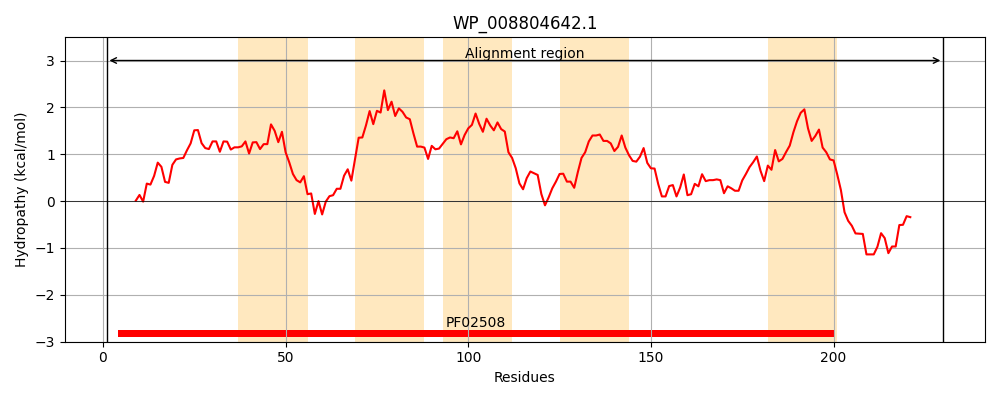 WP_008804642.1
Alignment region
3
2
1
0
−1
−2
−3
Hydropathy (kcal/mol)
PF02508
0 50 100 150 200
Residues